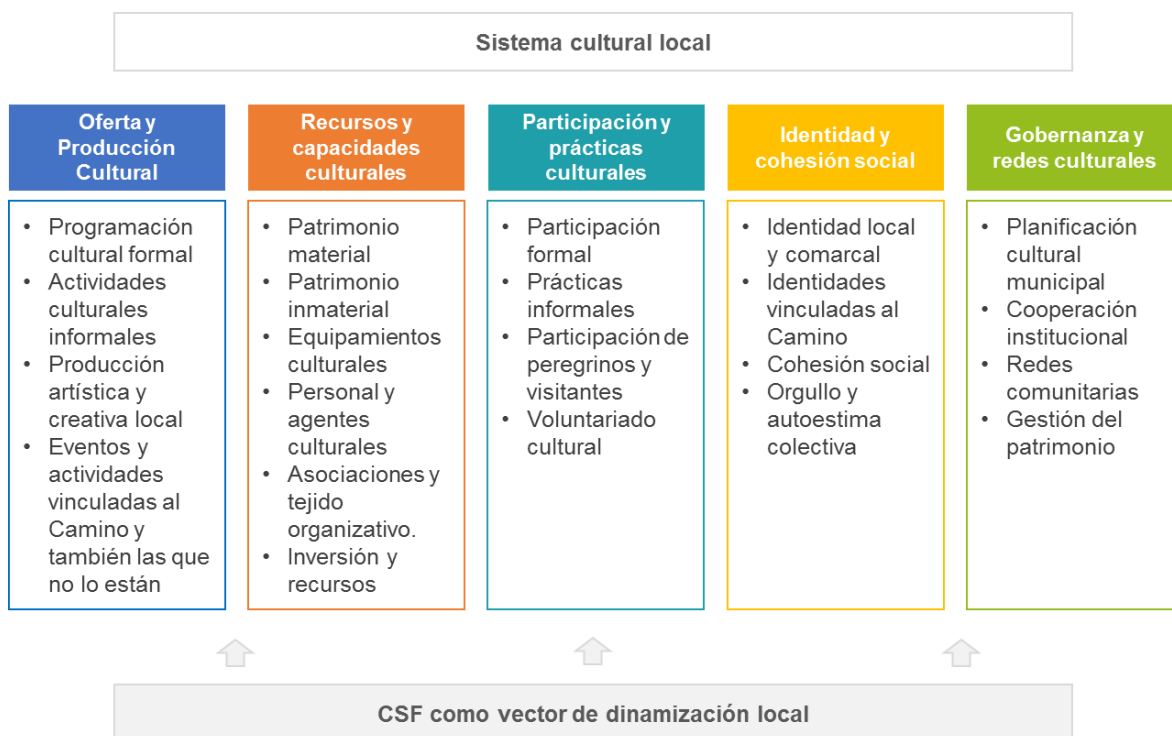 Sistema cultural local
Oferta y
Producción
Cultural
• Programación
cultural formal
• Actividades
culturales
informales
• Producción
artística y
creativa local
• Eventos y
actividades
vinculadas al
Camino y
también las que
no lo están
Recursos y
capacidades
culturales
• Patrimonio
material
• Patrimonio
inmaterial
• Equipamientos
culturales
• Personal y
agentes
culturales
• Asociaciones y
tejido
organizativo.
• Inversión y
recursos
Participación y
prácticas
culturales
• Participación
formal
• Prácticas
informales
• Participación de
peregrinos y
visitantes
• Voluntariado
cultural
Identidad y
cohesión social
• Identidad local
y comarcal
• Identidades
vinculadas al
Camino
• Cohesión social
• Orgullo y
autoestima
colectiva
Gobernanza y
redes culturales
• Planificación
cultural
municipal
• Cooperación
institucional
• Redes
comunitarias
• Gestión del
patrimonio
CSF como vector de dinamización local